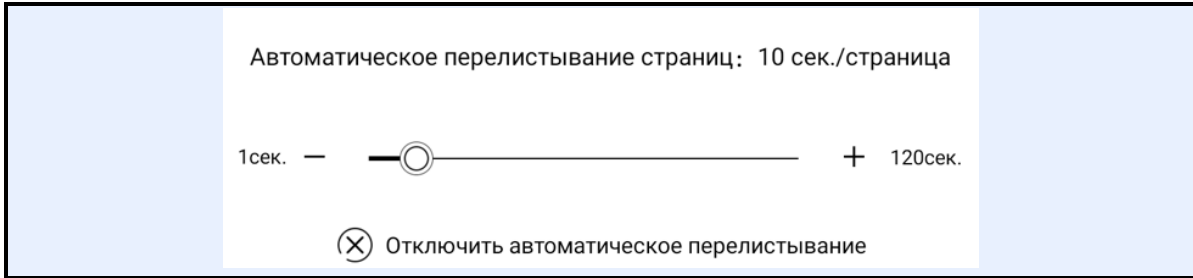 Автоматическое перелистывание страниц: 10 сек./страница
1сек. — + 120сек.
Отключить автоматическое перелистывание